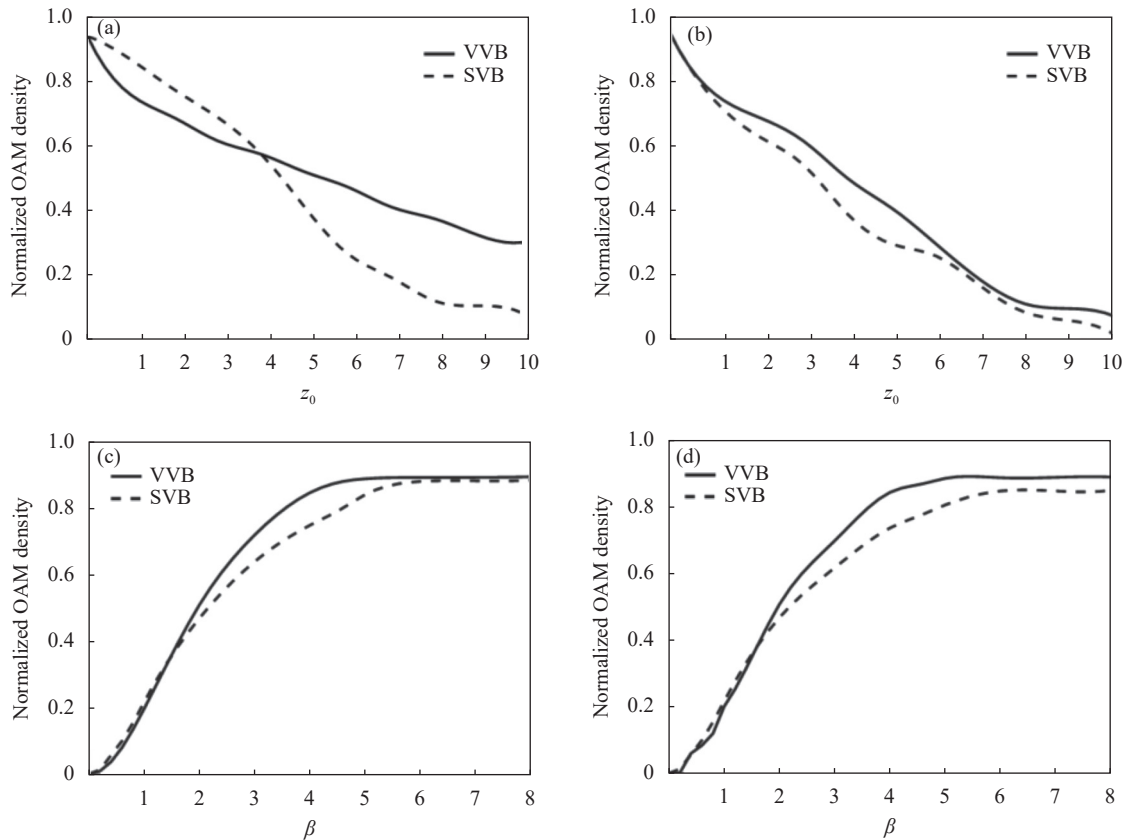 1.0
(a)
VVB
SVB
0.8
0.6
0.4
0.2
0
Normalized OAM density
1 2 3 4 5 6 7 8 9 10
z0
1.0
(b)
VVB
SVB
0.8
0.6
0.4
0.2
0
Normalized OAM density
1 2 3 4 5 6 7 8 9 10
z0
1.0
(c)
VVB
SVB
0.8
0.6
0.4
0.2
0
Normalized OAM density
1 2 3 4 5 6 7 8
β
1.0
(d)
VVB
SVB
0.8
0.6
0.4
0.2
0
Normalized OAM density
1 2 3 4 5 6 7 8
β